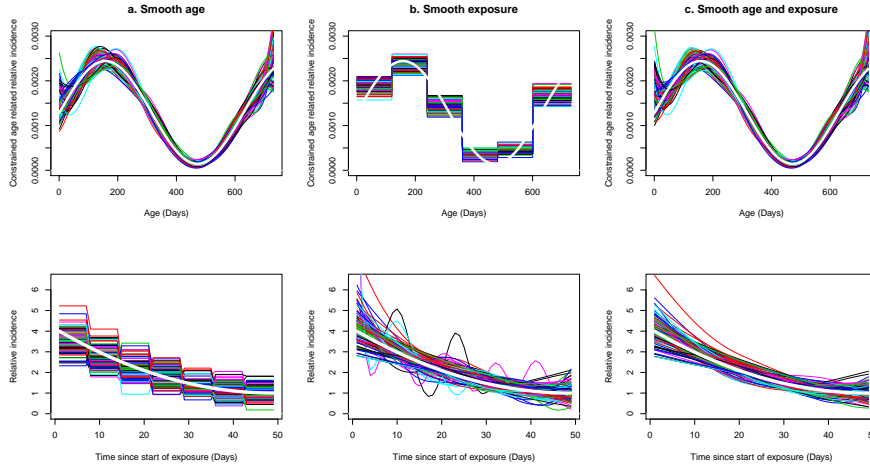 a. Smooth age
b. Smooth exposure
c. Smooth age and exposure
Constrained age related relative incidence
0.0000 0.0010 0.0020 0.0030
0 200 400 600
Age (Days)
Constrained age related relative incidence
0.0000 0.0010 0.0020 0.0030
0 200 400 600
Age (Days)
Constrained age related relative incidence
0.0000 0.0010 0.0020 0.0030
0 200 400 600
Age (Days)
Relative incidence
0 1 2 3 4 5 6
0 10 20 30 40 50
Time since start of exposure (Days)
Relative incidence
0 1 2 3 4 5 6
0 10 20 30 40 50
Time since start of exposure (Days)
Relative incidence
0 1 2 3 4 5 6
0 10 20 30 40 50
Time since start of exposure (Days)